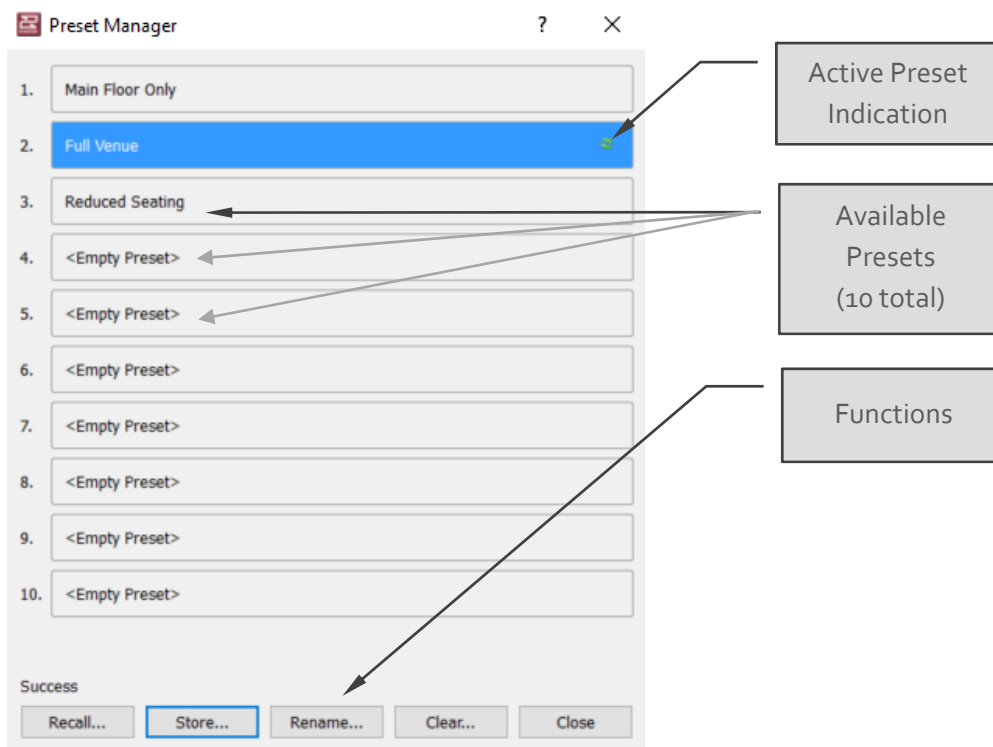 Preset Manager ?
1. Main Floor Only
2. Full Venue
3. Reduced Seating
4. <Empty Preset>
5. <Empty Preset>
6. <Empty Preset>
7. <Empty Preset>
8. <Empty Preset>
9. <Empty Preset>
10. <Empty Preset>
Success
Recall... Store... Rename... Clear... Close
Active Preset
Indication
Available
Presets
(10 total)
Functions